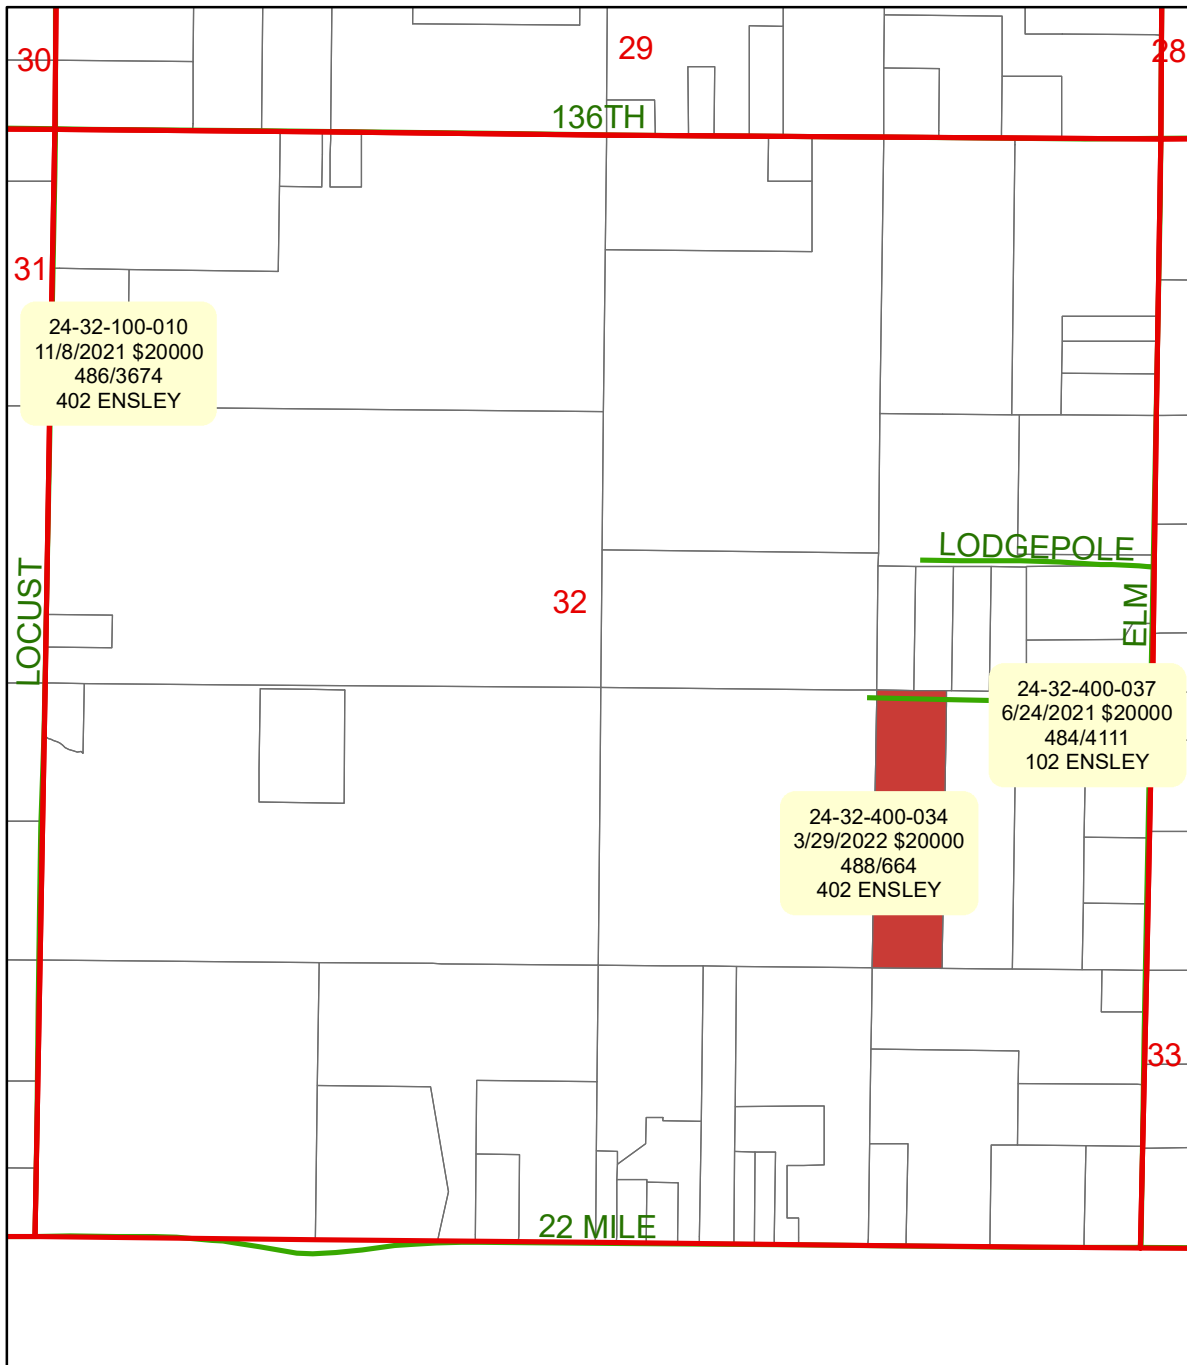 30
29
28
136TH
31
24-32-100-010
11/8/2021 $20000
486/3674
402 ENSLEY
LODGEPOLE
LOCUST
32
ELM
24-32-400-037
6/24/2021 $20000
484/4111
102 ENSLEY
24-32-400-034
3/29/2022 $20000
488/664
402 ENSLEY
33
22 MILE